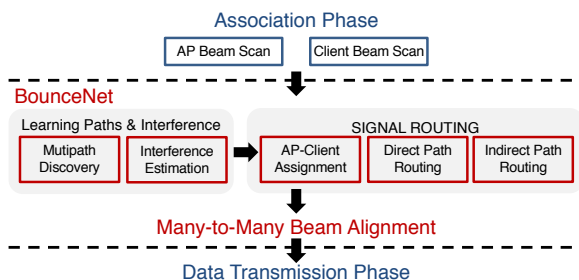 Association Phase
AP Beam Scan
Client Beam Scan
BounceNet
Learning Paths & Interference
SIGNAL ROUTING
Mutipath
Discovery
Interference
Estimation
AP-Client
Assignment
Direct Path
Routing
Indirect Path
Routing
Many-to-Many Beam Alignment
Data Transmission Phase